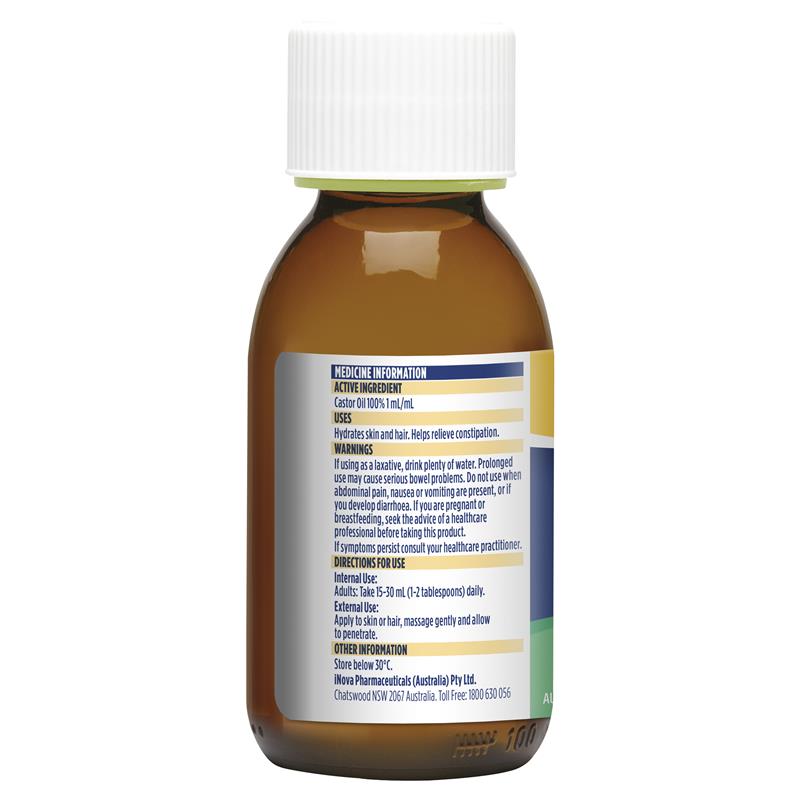 MEDICINE INFORMATION
ACTIVE INGREDIENT
Castor Oil 100% 1 mL/mL
USES
Hydrates skin and hair. Helps relieve constipation.
WARNINGS
If using as a laxative, drink plenty of water. Prolonged
use may cause serious bowel problems. Do not use when
abdominal pain, nausea or vomiting are present, or if
you develop diarrhoea. If you are pregnant or
breastfeeding, seek the advice of a healthcare
professional before taking this product.
If symptoms persist consult your healthcare practitioner.
DIRECTIONS FOR USE
Internal Use:
Adults: Take 15-30 mL (1-2 tablespoons) daily.
External Use:
Apply to skin or hair, massage gently and allow
to penetrate.
OTHER INFORMATION
Store below 30°C.
iNova Pharmaceuticals (Australia) Pty Ltd.
Chatswood NSW 2067 Australia. Toll Free: 1800 630 056
100